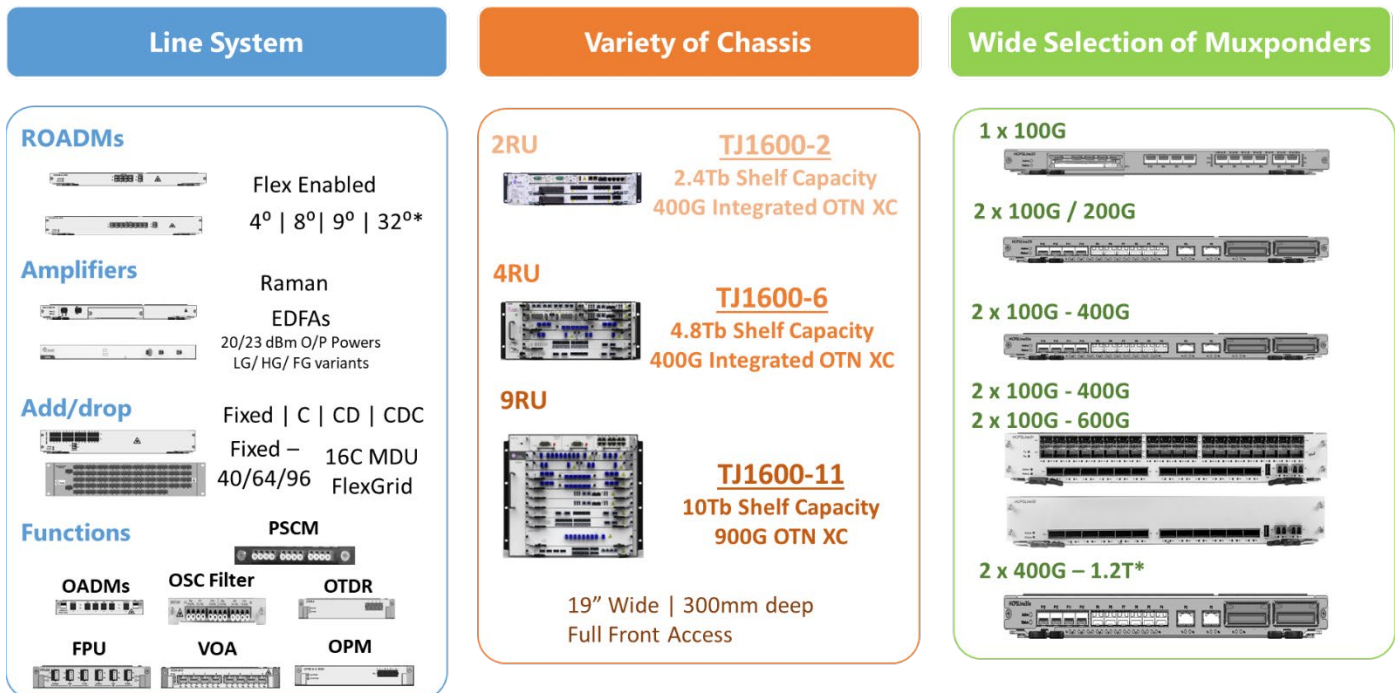 Line System
ROADMs
Flex Enabled
4⁰ | 8⁰| 9⁰ | 32⁰*
Amplifiers
Raman
EDFAs
20/23 dBm O/P Powers
LG/ HG/ FG variants
Add/drop
Fixed | C | CD | CDC
Fixed –
40/64/96
16C MDU
FlexGrid
Functions
PSCM
OADMs
OSC Filter
OTDR
FPU
VOA
OPM
Variety of Chassis
2RU
TJ1600-2
2.4Tb Shelf Capacity
400G Integrated OTN XC
4RU
TJ1600-6
4.8Tb Shelf Capacity
400G Integrated OTN XC
9RU
TJ1600-11
10Tb Shelf Capacity
900G OTN XC
19” Wide | 300mm deep
Full Front Access
Wide Selection of Muxponders
1 x 100G
2 x 100G / 200G
2 x 100G - 400G
2 x 100G - 400G
2 x 100G - 600G
2 x 400G – 1.2T*